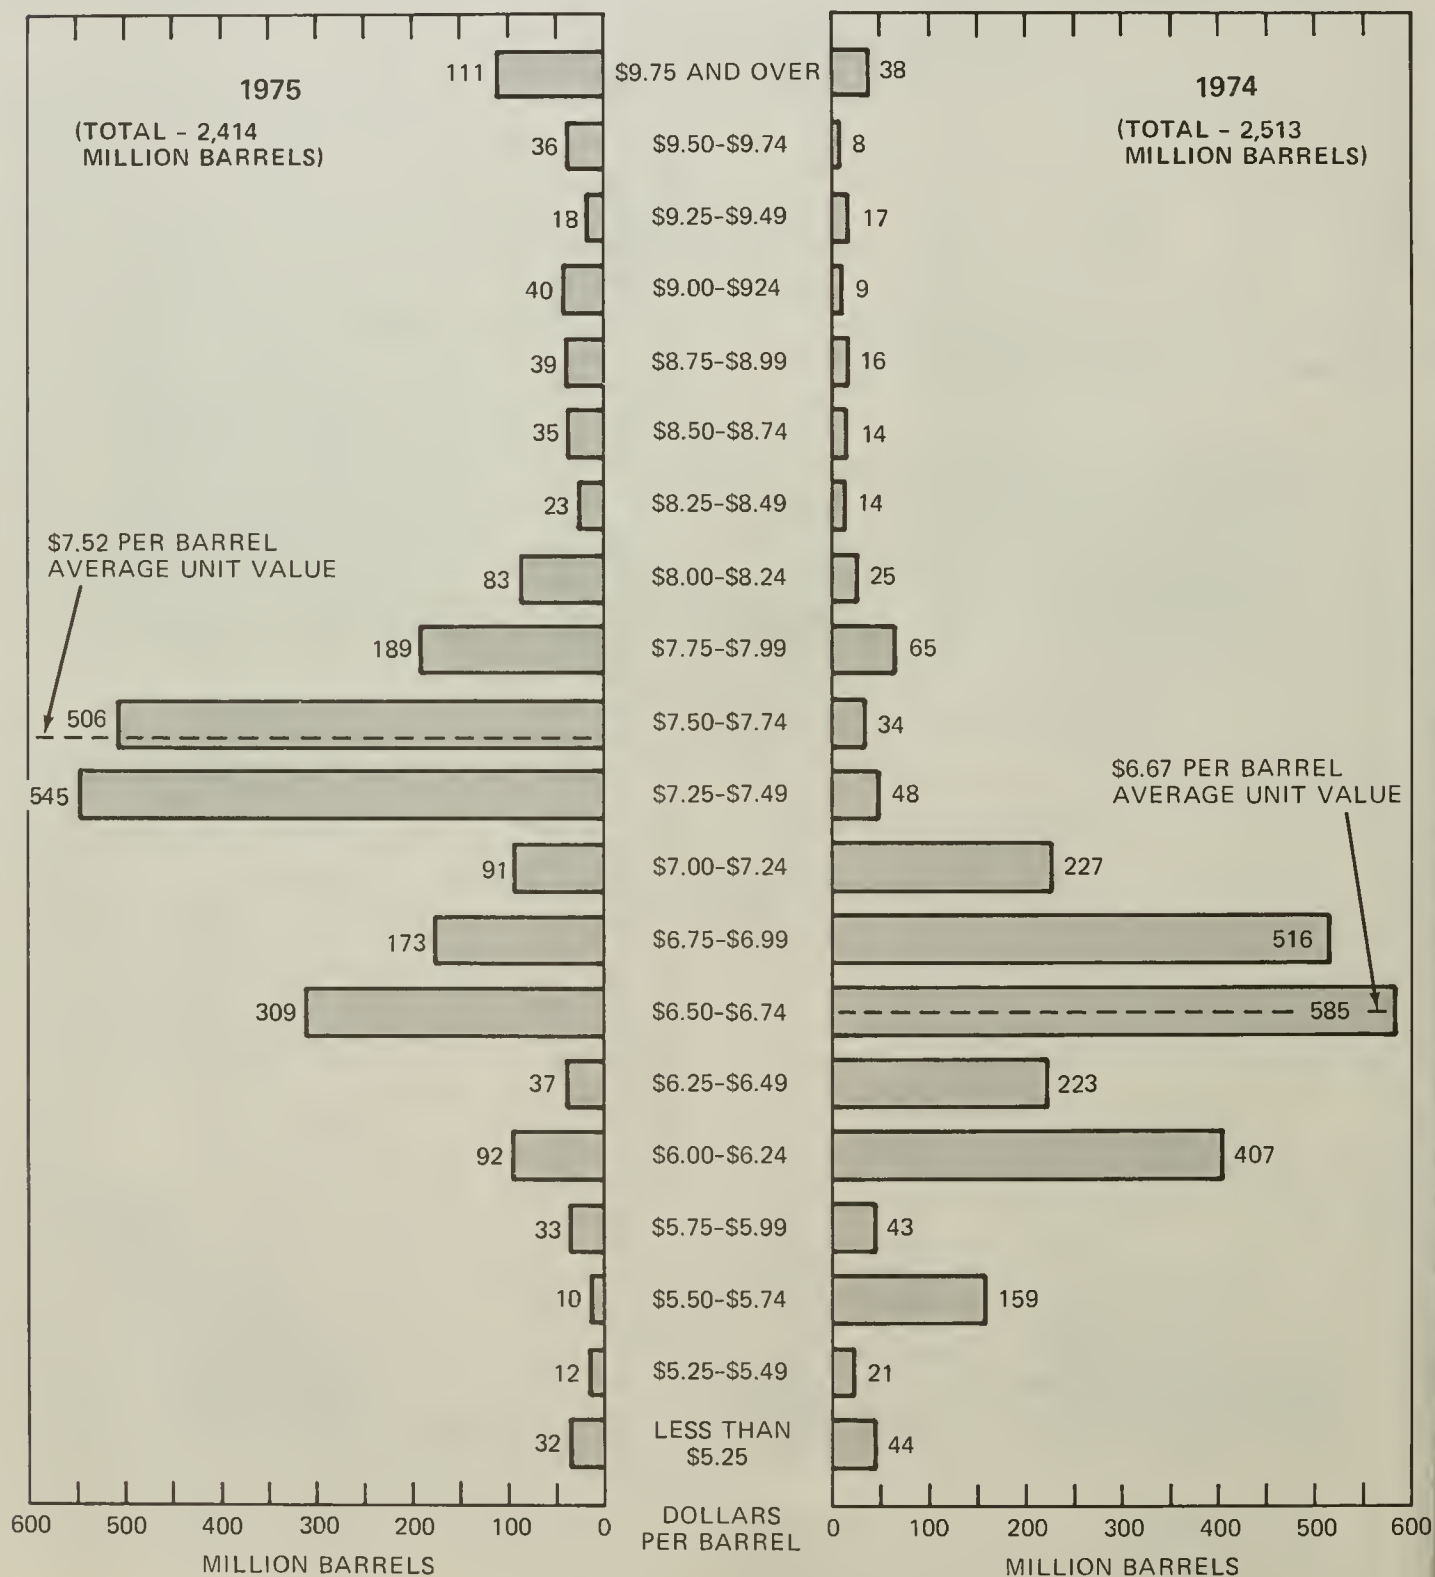 1975
(TOTAL – 2,414
MILLION BARRELS)
1974
(TOTAL – 2,513
MILLION BARRELS)
111 $9.75 AND OVER 38
36 $9.50–$9.74 8
18 $9.25–$9.49 17
40 $9.00–$924 9
39 $8.75–$8.99 16
35 $8.50–$8.74 14
23 $8.25–$8.49 14
$7.52 PER BARREL
AVERAGE UNIT VALUE
83 $8.00–$8.24 25
189 $7.75–$7.99 65
506 $7.50–$7.74 34
545 $7.25–$7.49 48
$6.67 PER BARREL
AVERAGE UNIT VALUE
91 $7.00–$7.24 227
173 $6.75–$6.99 516
309 $6.50–$6.74 585
37 $6.25–$6.49 223
92 $6.00–$6.24 407
33 $5.75–$5.99 43
10 $5.50–$5.74 159
12 $5.25–$5.49 21
32 LESS THAN
$5.25 44
600 500 400 300 200 100 0
DOLLARS
PER BARREL
0 100 200 300 400 500 600
MILLION BARRELS
MILLION BARRELS